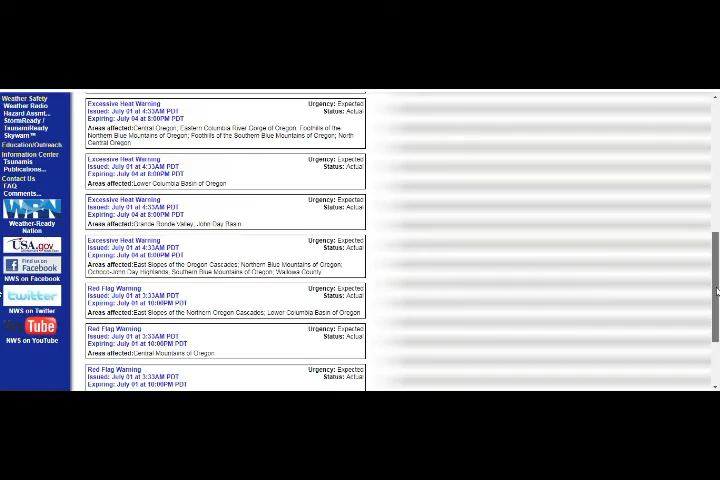 Weather Safety
Weather Radio
Hazard Assmt...
StormReady /
TsunamiReady
Skywarn™
Education/Outreach
Information Center
Tsunamis
Publications...
Contact Us
FAQ
Comments...
WRN
Weather-Ready
Nation
USA.gov
Find us on
Facebook
NWS on Facebook
twitter
NWS on Twitter
You Tube
NWS on YouTube
Excessive Heat Warning Urgency: Expected
Issued: July 01 at 4:33AM PDT Status: Actual
Expiring: July 04 at 8:00PM PDT
Areas affected:Central Oregon; Eastern Columbia River Gorge of Oregon; Foothills of the
Northern Blue Mountains of Oregon; Foothills of the Southern Blue Mountains of Oregon; North
Central Oregon
Excessive Heat Warning Urgency: Expected
Issued: July 01 at 4:33AM PDT Status: Actual
Expiring: July 04 at 8:00PM PDT
Areas affected:Lower Columbia Basin of Oregon
Excessive Heat Warning Urgency: Expected
Issued: July 01 at 4:33AM PDT Status: Actual
Expiring: July 04 at 8:00PM PDT
Areas affected:Grande Ronde Valley; John Day Basin
Excessive Heat Warning Urgency: Expected
Issued: July 01 at 4:33AM PDT Status: Actual
Expiring: July 04 at 8:00PM PDT
Areas affected:East Slopes of the Oregon Cascades; Northern Blue Mountains of Oregon;
Ochoco-John Day Highlands; Southern Blue Mountains of Oregon; Wallowa County
Red Flag Warning Urgency: Expected
Issued: July 01 at 3:33AM PDT Status: Actual
Expiring: July 01 at 10:00PM PDT
Areas affected:East Slopes of the Northern Oregon Cascades; Lower Columbia Basin of Oregon
Red Flag Warning Urgency: Expected
Issued: July 01 at 3:33AM PDT Status: Actual
Expiring: July 01 at 10:00PM PDT
Areas affected:Central Mountains of Oregon
Red Flag Warning Urgency: Expected
Issued: July 01 at 3:33AM PDT Status: Actual
Expiring: July 01 at 10:00PM PDT